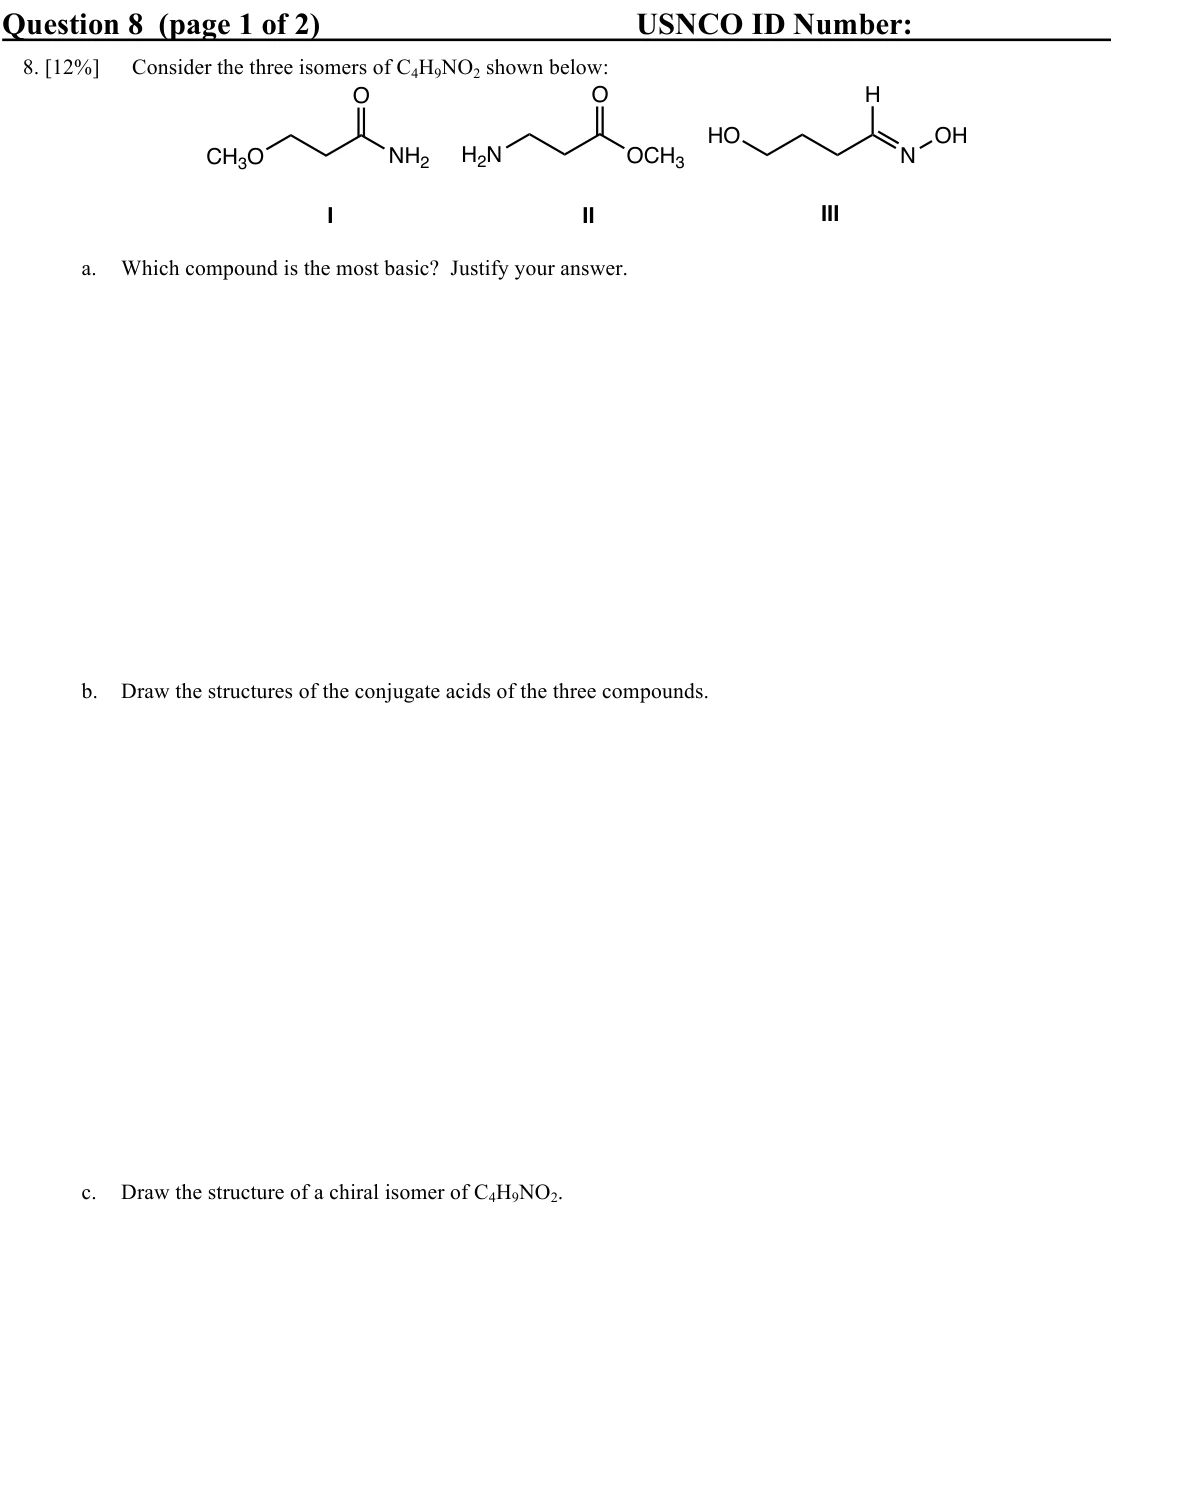 Question 8 (page 1 of 2) USNCO ID Number:
8. [12%] Consider the three isomers of C₄H₉NO₂ shown below:
O O H
HO OH
CH₃O NH₂ H₂N OCH₃ N
I II III
a. Which compound is the most basic? Justify your answer.
b. Draw the structures of the conjugate acids of the three compounds.
c. Draw the structure of a chiral isomer of C₄H₉NO₂.